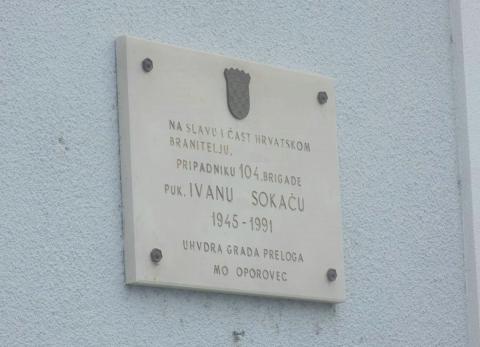 NA SLAVU I ČAST HRVATSKOM
BRANITELJU,
PRIPADNIKU 104.BRIGADE
PUK. IVANU SOKAČU
1945-1991
UHVDRA GRADA PRELOGA
MO OPOROVEC